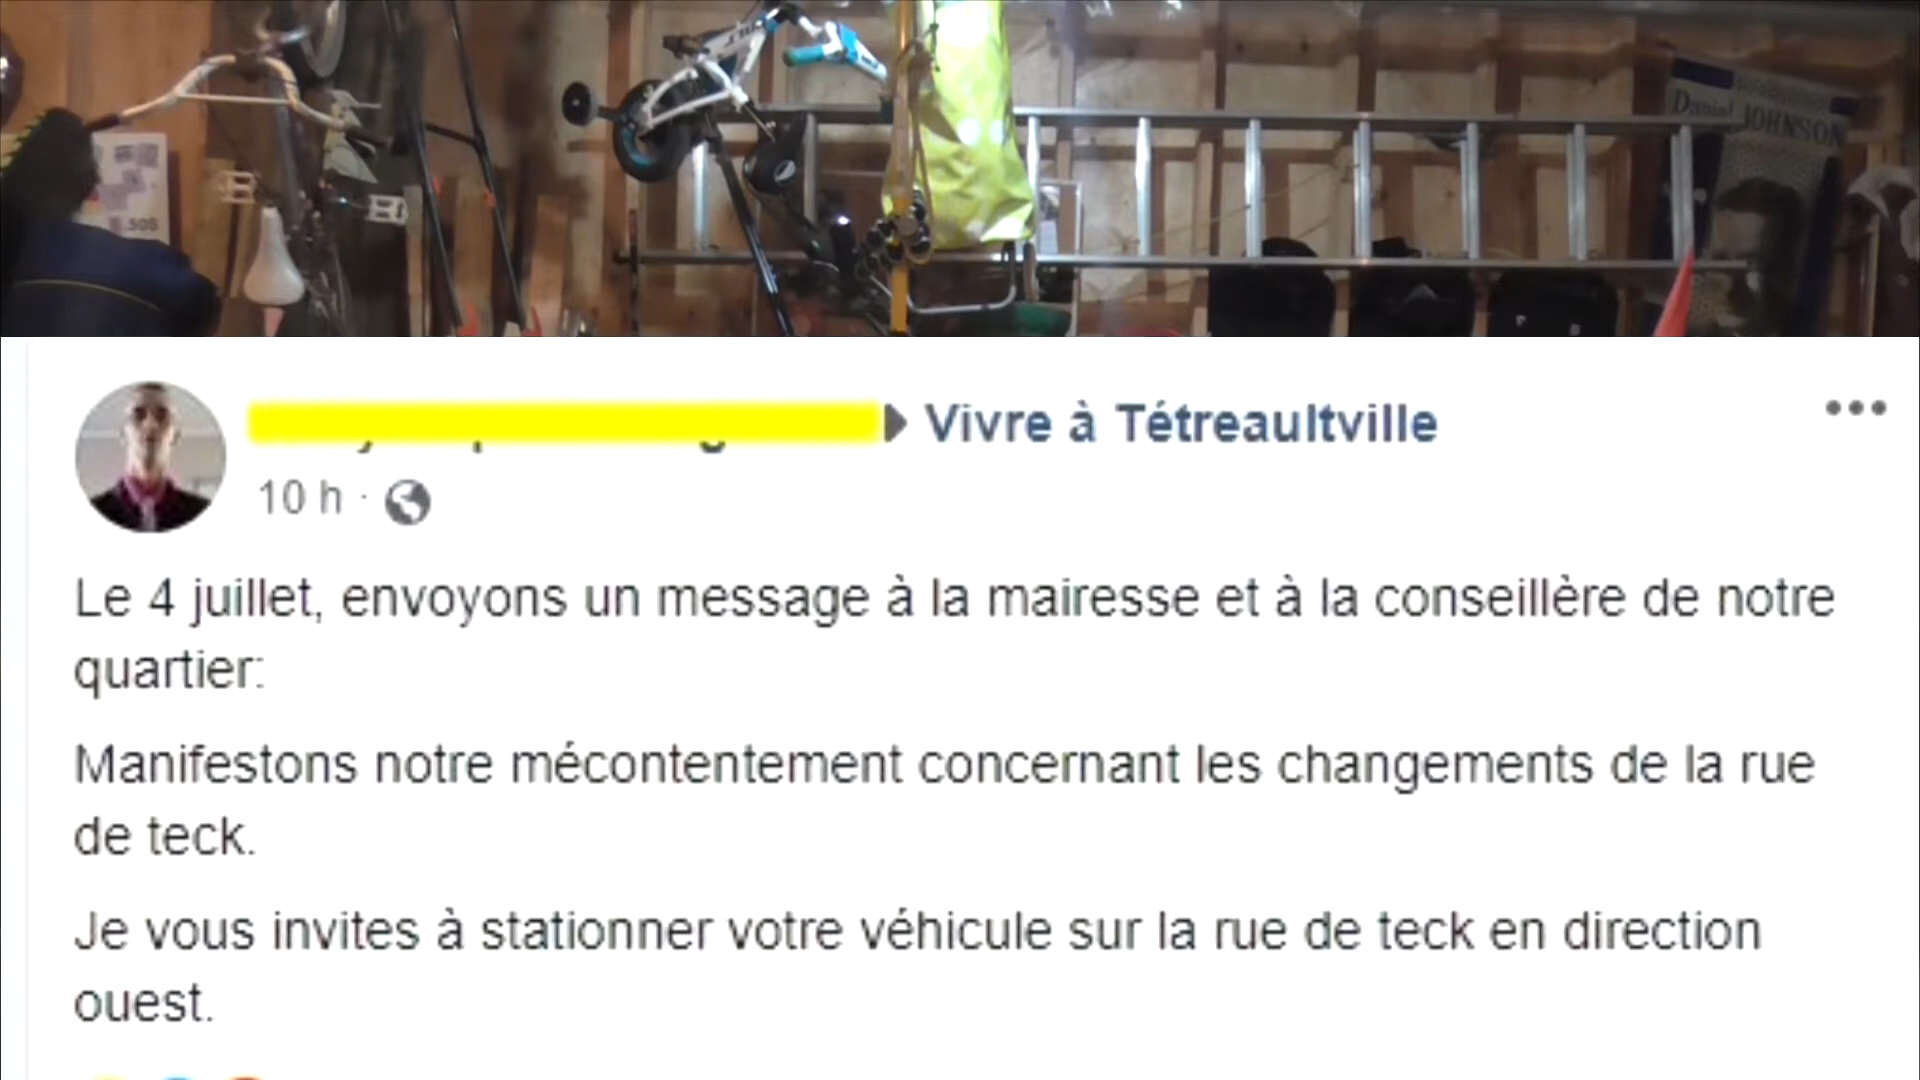 Daniel JOHNSON
.505
Vivre à Tétreaultville
10 h ·
Le 4 juillet, envoyons un message à la mairesse et à la conseillère de notre
quartier:
Manifestons notre mécontentement concernant les changements de la rue
de teck.
Je vous invites à stationner votre véhicule sur la rue de teck en direction
ouest.